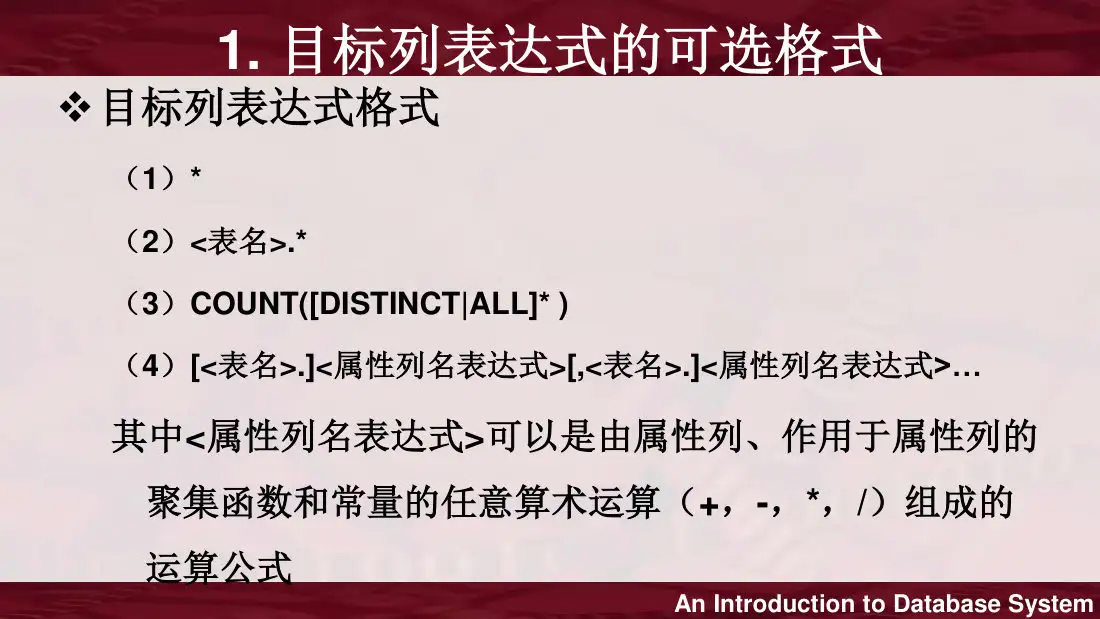 1. 目标列表达式的可选格式
❖ 目标列表达式格式
（1）*
（2）<表名>.*
（3）COUNT([DISTINCT|ALL]* )
（4）[<表名>.]<属性列名表达式>[,<表名>.]<属性列名表达式>…
其中<属性列名表达式>可以是由属性列、作用于属性列的
聚集函数和常量的任意算术运算（+，-，*，/）组成的
运算公式
An Introduction to Database System